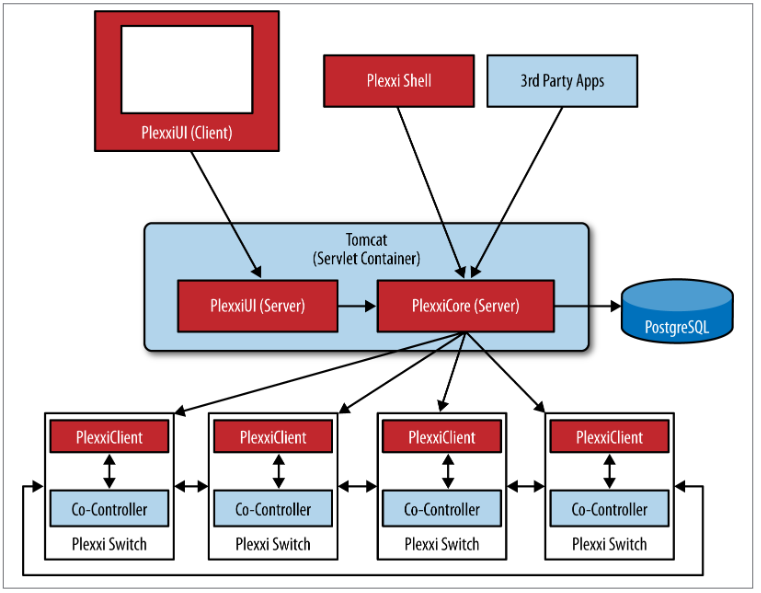 PlexxiUI (Client)
Plexxi Shell
3rd Party Apps
Tomcat
(Servlet Container)
PlexxiUI (Server)
PlexxiCore (Server)
PostgreSQL
PlexxiClient
Co-Controller
Plexxi Switch
PlexxiClient
Co-Controller
Plexxi Switch
PlexxiClient
Co-Controller
Plexxi Switch
PlexxiClient
Co-Controller
Plexxi Switch